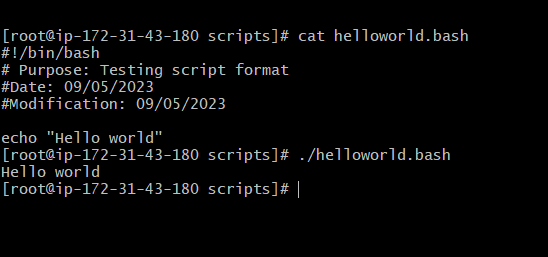 [root@ip-172-31-43-180 scripts]# cat helloworld.bash
#!/bin/bash
# Purpose: Testing script format
#Date: 09/05/2023
#Modification: 09/05/2023
echo "Hello world"
[root@ip-172-31-43-180 scripts]# ./helloworld.bash
Hello world
[root@ip-172-31-43-180 scripts]#